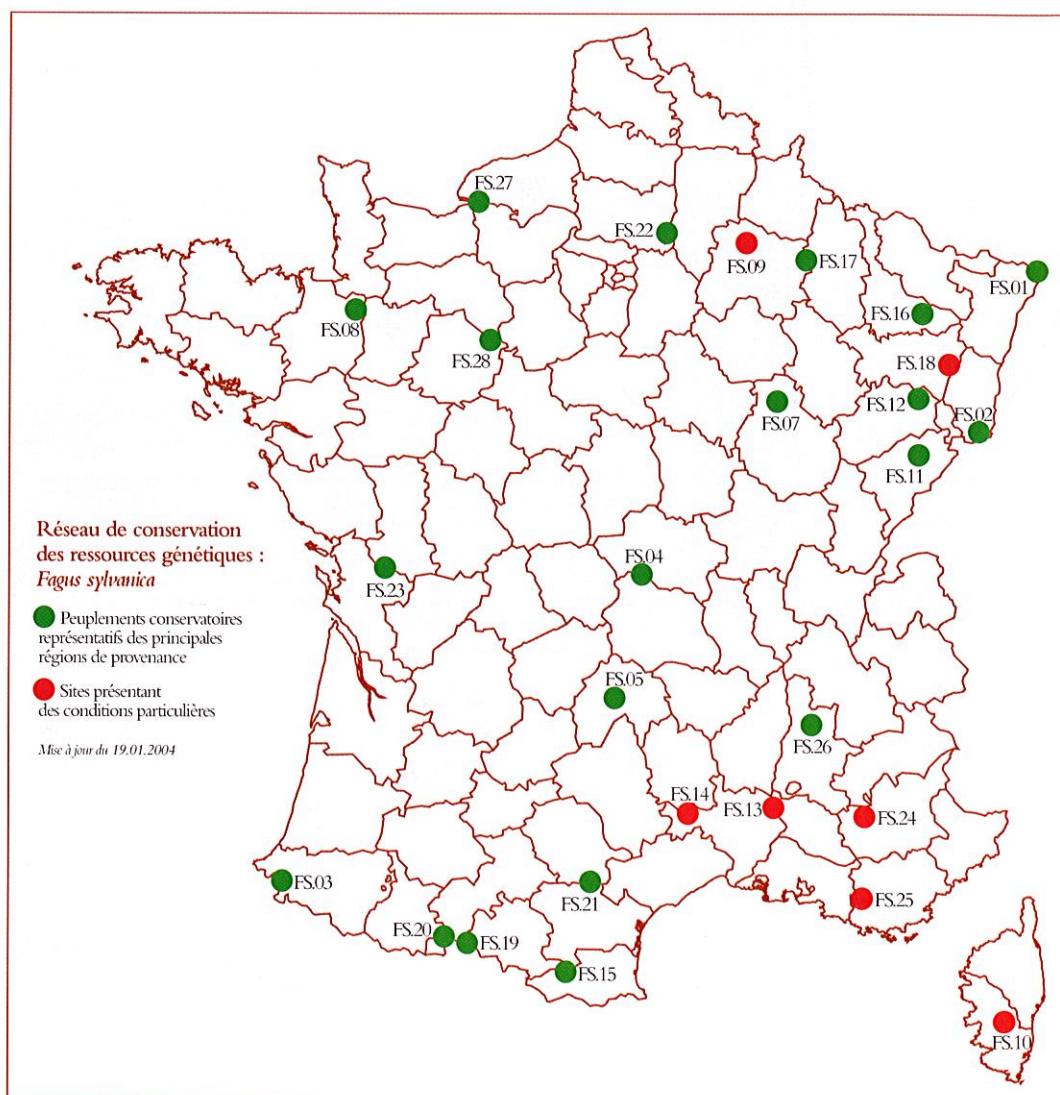 FS.27
FS.22
FS.09
FS.17
FS.01
FS.08
FS.16
FS.28
FS.18
FS.12
FS.07
FS.02
FS.11
Réseau de conservation
des ressources génétiques :
Fagus sylvanica
FS.04
FS.23
Peuplements conservatoires
représentatifs des principales
régions de provenance
FS.05
Sites présentant
des conditions particulières
FS.26
Mise à jour du 19.01.2004
FS.14
FS.13
FS.24
FS.03
FS.21
FS.25
FS.20
FS.19
FS.15
FS.10